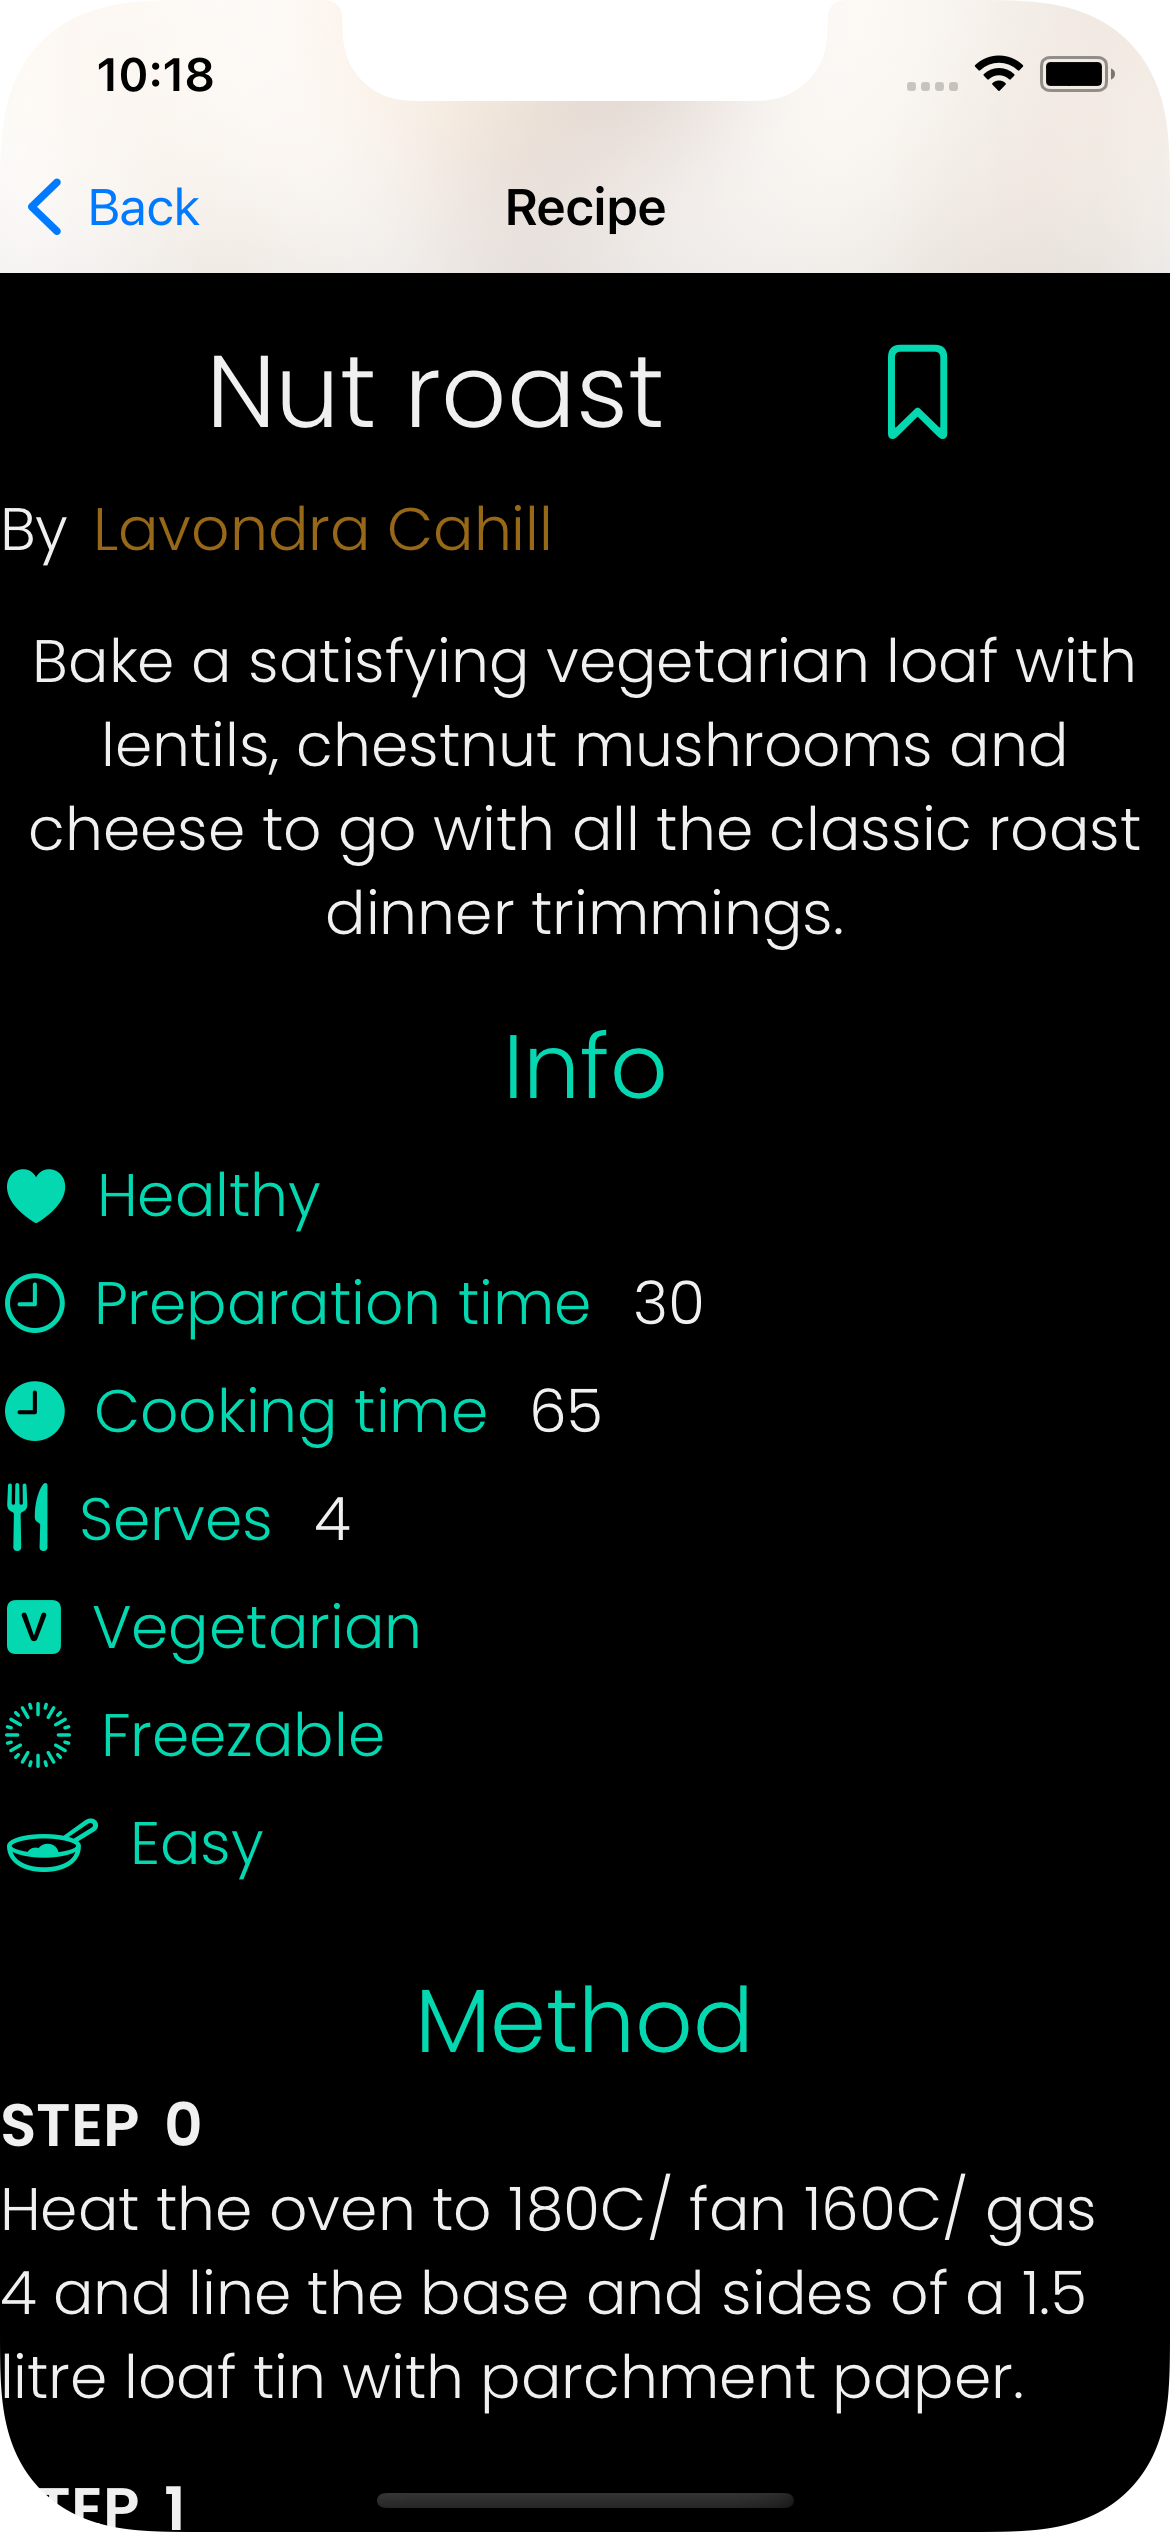 10:18
Back
Recipe
Nut roast
By Lavondra Cahill
Bake a satisfying vegetarian loaf with
lentils, chestnut mushrooms and
cheese to go with all the classic roast
dinner trimmings.
Info
Healthy
Preparation time 30
Cooking time 65
Serves 4
V Vegetarian
Freezable
Easy
Method
STEP 0
Heat the oven to 180C/ fan 160C/ gas
4 and line the base and sides of a 1.5
litre loaf tin with parchment paper.
STEP 1